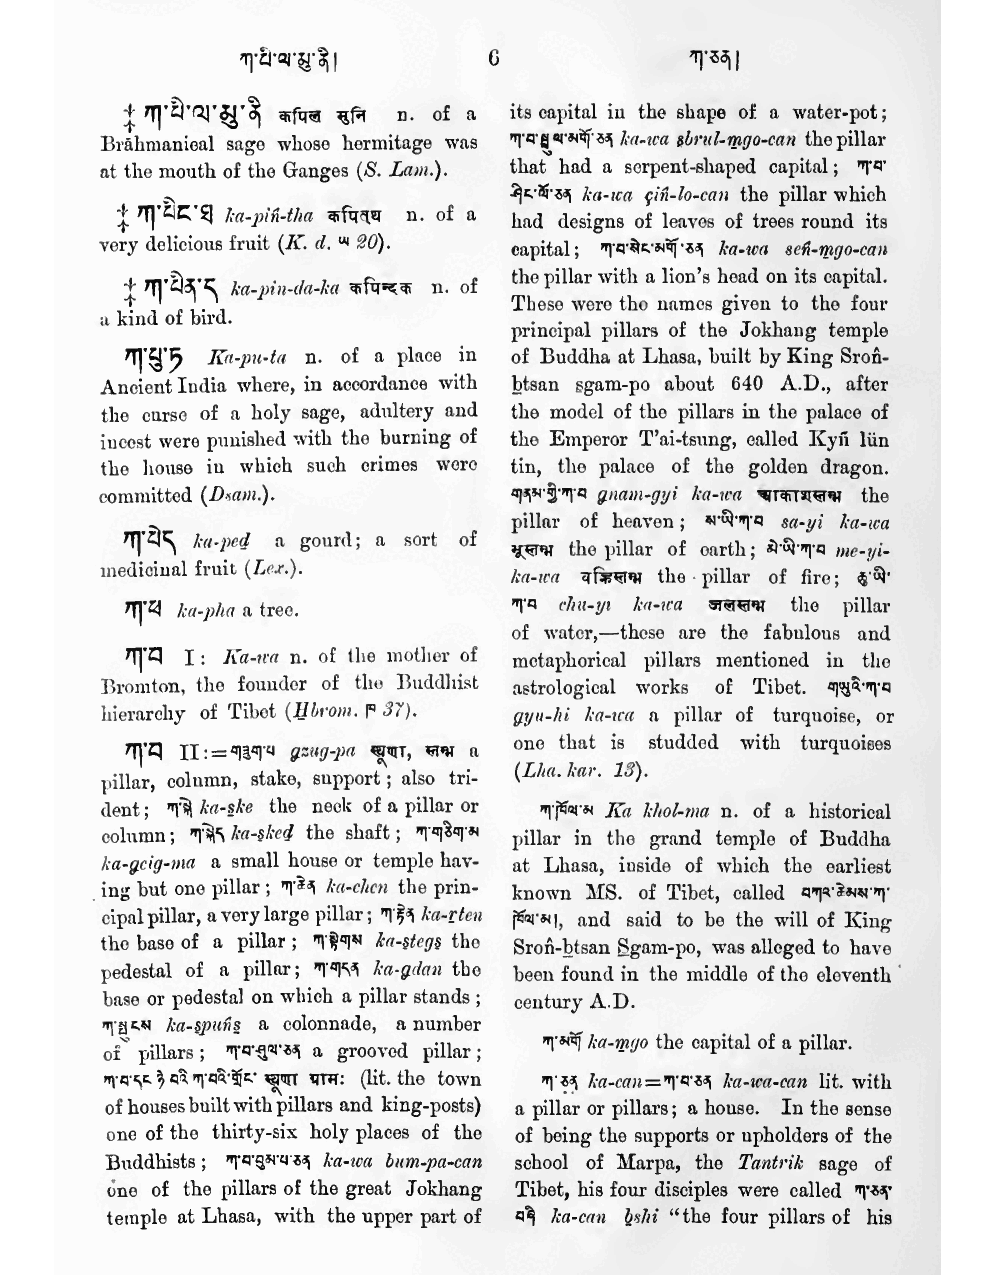 ཀ་པི་ལ་མུ་ནི། 6 ཀ་ཅན།
ཀ་པི་ལ་མུ་ནི कपिल मुनि n. of a
Brāhmanical sage whose hermitage was
at the mouth of the Ganges (S. Lam.).
ཀ་པིང་ཐ ka-piṅ-tha कपित्थ n. of a
very delicious fruit (K. d. ༧ 20).
ཀ་པིན་ད ka-pin-da-ka कपिन्दक n. of
a kind of bird.
ཀ་པུ་ཏ Ka-pu-ta n. of a place in
Ancient India where, in accordance with
the curse of a holy sage, adultery and
incest were punished with the burning of
the house in which such crimes were
committed (Dsam.).
ཀ་པེད ka-peḏ a gourd; a sort of
medicinal fruit (Lex.).
ཀ་ཕ ka-pha a tree.
ཀ་བ I: Ka-wa n. of the mother of
Bromton, the founder of the Buddhist
hierarchy of Tibet (Ḥbrom. ཁ 37).
ཀ་བ II:=གཟུག་པ gzug-pa स्थूणा, स्तम्भ a
pillar, column, stake, support; also tri-
dent; ཀ་སྐེ ka-s̱ke the neck of a pillar or
column; ཀ་སྐེད ka-s̱keḏ the shaft; ཀ་གཅིག་མ
ka-gcig-ma a small house or temple hav-
ing but one pillar; ཀ་ཆེན ka-chen the prin-
cipal pillar, a very large pillar; ཀ་རྟེན ka-ṟten
the base of a pillar; ཀ་སྟེགས ka-s̱tegs̱ the
pedestal of a pillar; ཀ་གདན ka-gdan the
base or pedestal on which a pillar stands;
ཀ་སྤུངས ka-s̱puṅs̱ a colonnade, a number
of pillars; ཀ་བ་ཤུལ་ཅན a grooved pillar;
ཀ་བ་དང་ཉེ་བའི་ཀ་བའི་གྲོང་ स्थूणा ग्रामः (lit. the town
of houses built with pillars and king-posts)
one of the thirty-six holy places of the
Buddhists; ཀ་བ་བུམ་པ་ཅན ka-wa bum-pa-can
one of the pillars of the great Jokhang
temple at Lhasa, with the upper part of
its capital in the shape of a water-pot;
ཀ་བ་སྦྲུལ་མགོ་ཅན ka-wa s̱brul-m̱go-can the pillar
that had a serpent-shaped capital; ཀ་བ་
ཤིང་ལོ་ཅན ka-wa çiṅ-lo-can the pillar which
had designs of leaves of trees round its
capital; ཀ་བ་སེང་མགོ་ཅན ka-wa seṅ-m̱go-can
the pillar with a lion's head on its capital.
These were the names given to the four
principal pillars of the Jokhang temple
of Buddha at Lhasa, built by King Sroṅ-
ḇtsan sgam-po about 640 A.D., after
the model of the pillars in the palace of
the Emperor T'ai-tsung, called Kyñ lün
tin, the palace of the golden dragon.
གནམ་གྱི་ཀ་བ gnam-gyi ka-wa आकाशस्तम्भ the
pillar of heaven; ས་ཡི་ཀ་བ sa-yi ka-wa
भूस्तम्भ the pillar of earth; མེ་ཡི་ཀ་བ me-yi-
ka-wa वह्निस्तम्भ the pillar of fire; ཆུ་ཡི་
ཀ་བ chu-yi ka-wa जलस्तम्भ the pillar
of water,—these are the fabulous and
metaphorical pillars mentioned in the
astrological works of Tibet. གཡུའི་ཀ་བ
gyu-hi ka-wa a pillar of turquoise, or
one that is studded with turquoises
(Lha. kar. 13).
ཀ་ཁོལ་མ Ka khol-ma n. of a historical
pillar in the grand temple of Buddha
at Lhasa, inside of which the earliest
known MS. of Tibet, called བཀར་ཆེམས་ཀ་
ཁོལ་མ།, and said to be the will of King
Sroṅ-ḇtsan S̱gam-po, was alleged to have
been found in the middle of the eleventh
century A.D.
ཀ་མགོ ka-m̱go the capital of a pillar.
ཀ་ཅན ka-can=ཀ་བ་ཅན ka-wa-can lit. with
a pillar or pillars; a house. In the sense
of being the supports or upholders of the
school of Marpa, the Tantrik sage of
Tibet, his four disciples were called ཀ་ཅན་
བཞི ka-can ḇshi “the four pillars of his